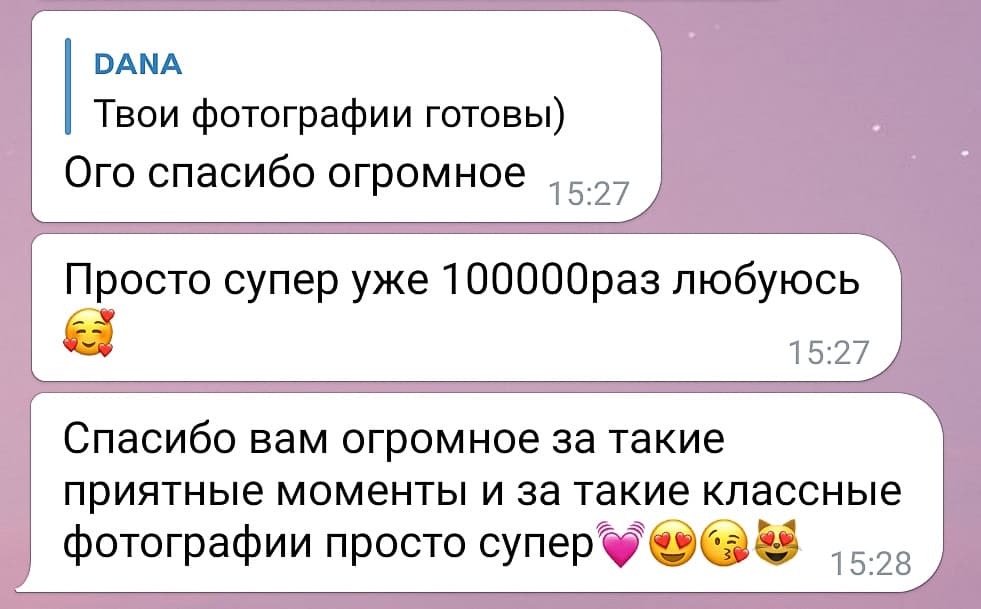 DANA
Твои фотографии готовы)
Ого спасибо огромное 15:27
Просто супер уже 100000раз любуюсь
🥰 15:27
Спасибо вам огромное за такие
приятные моменты и за такие классные
фотографии просто супер💓😍😘😻 15:28